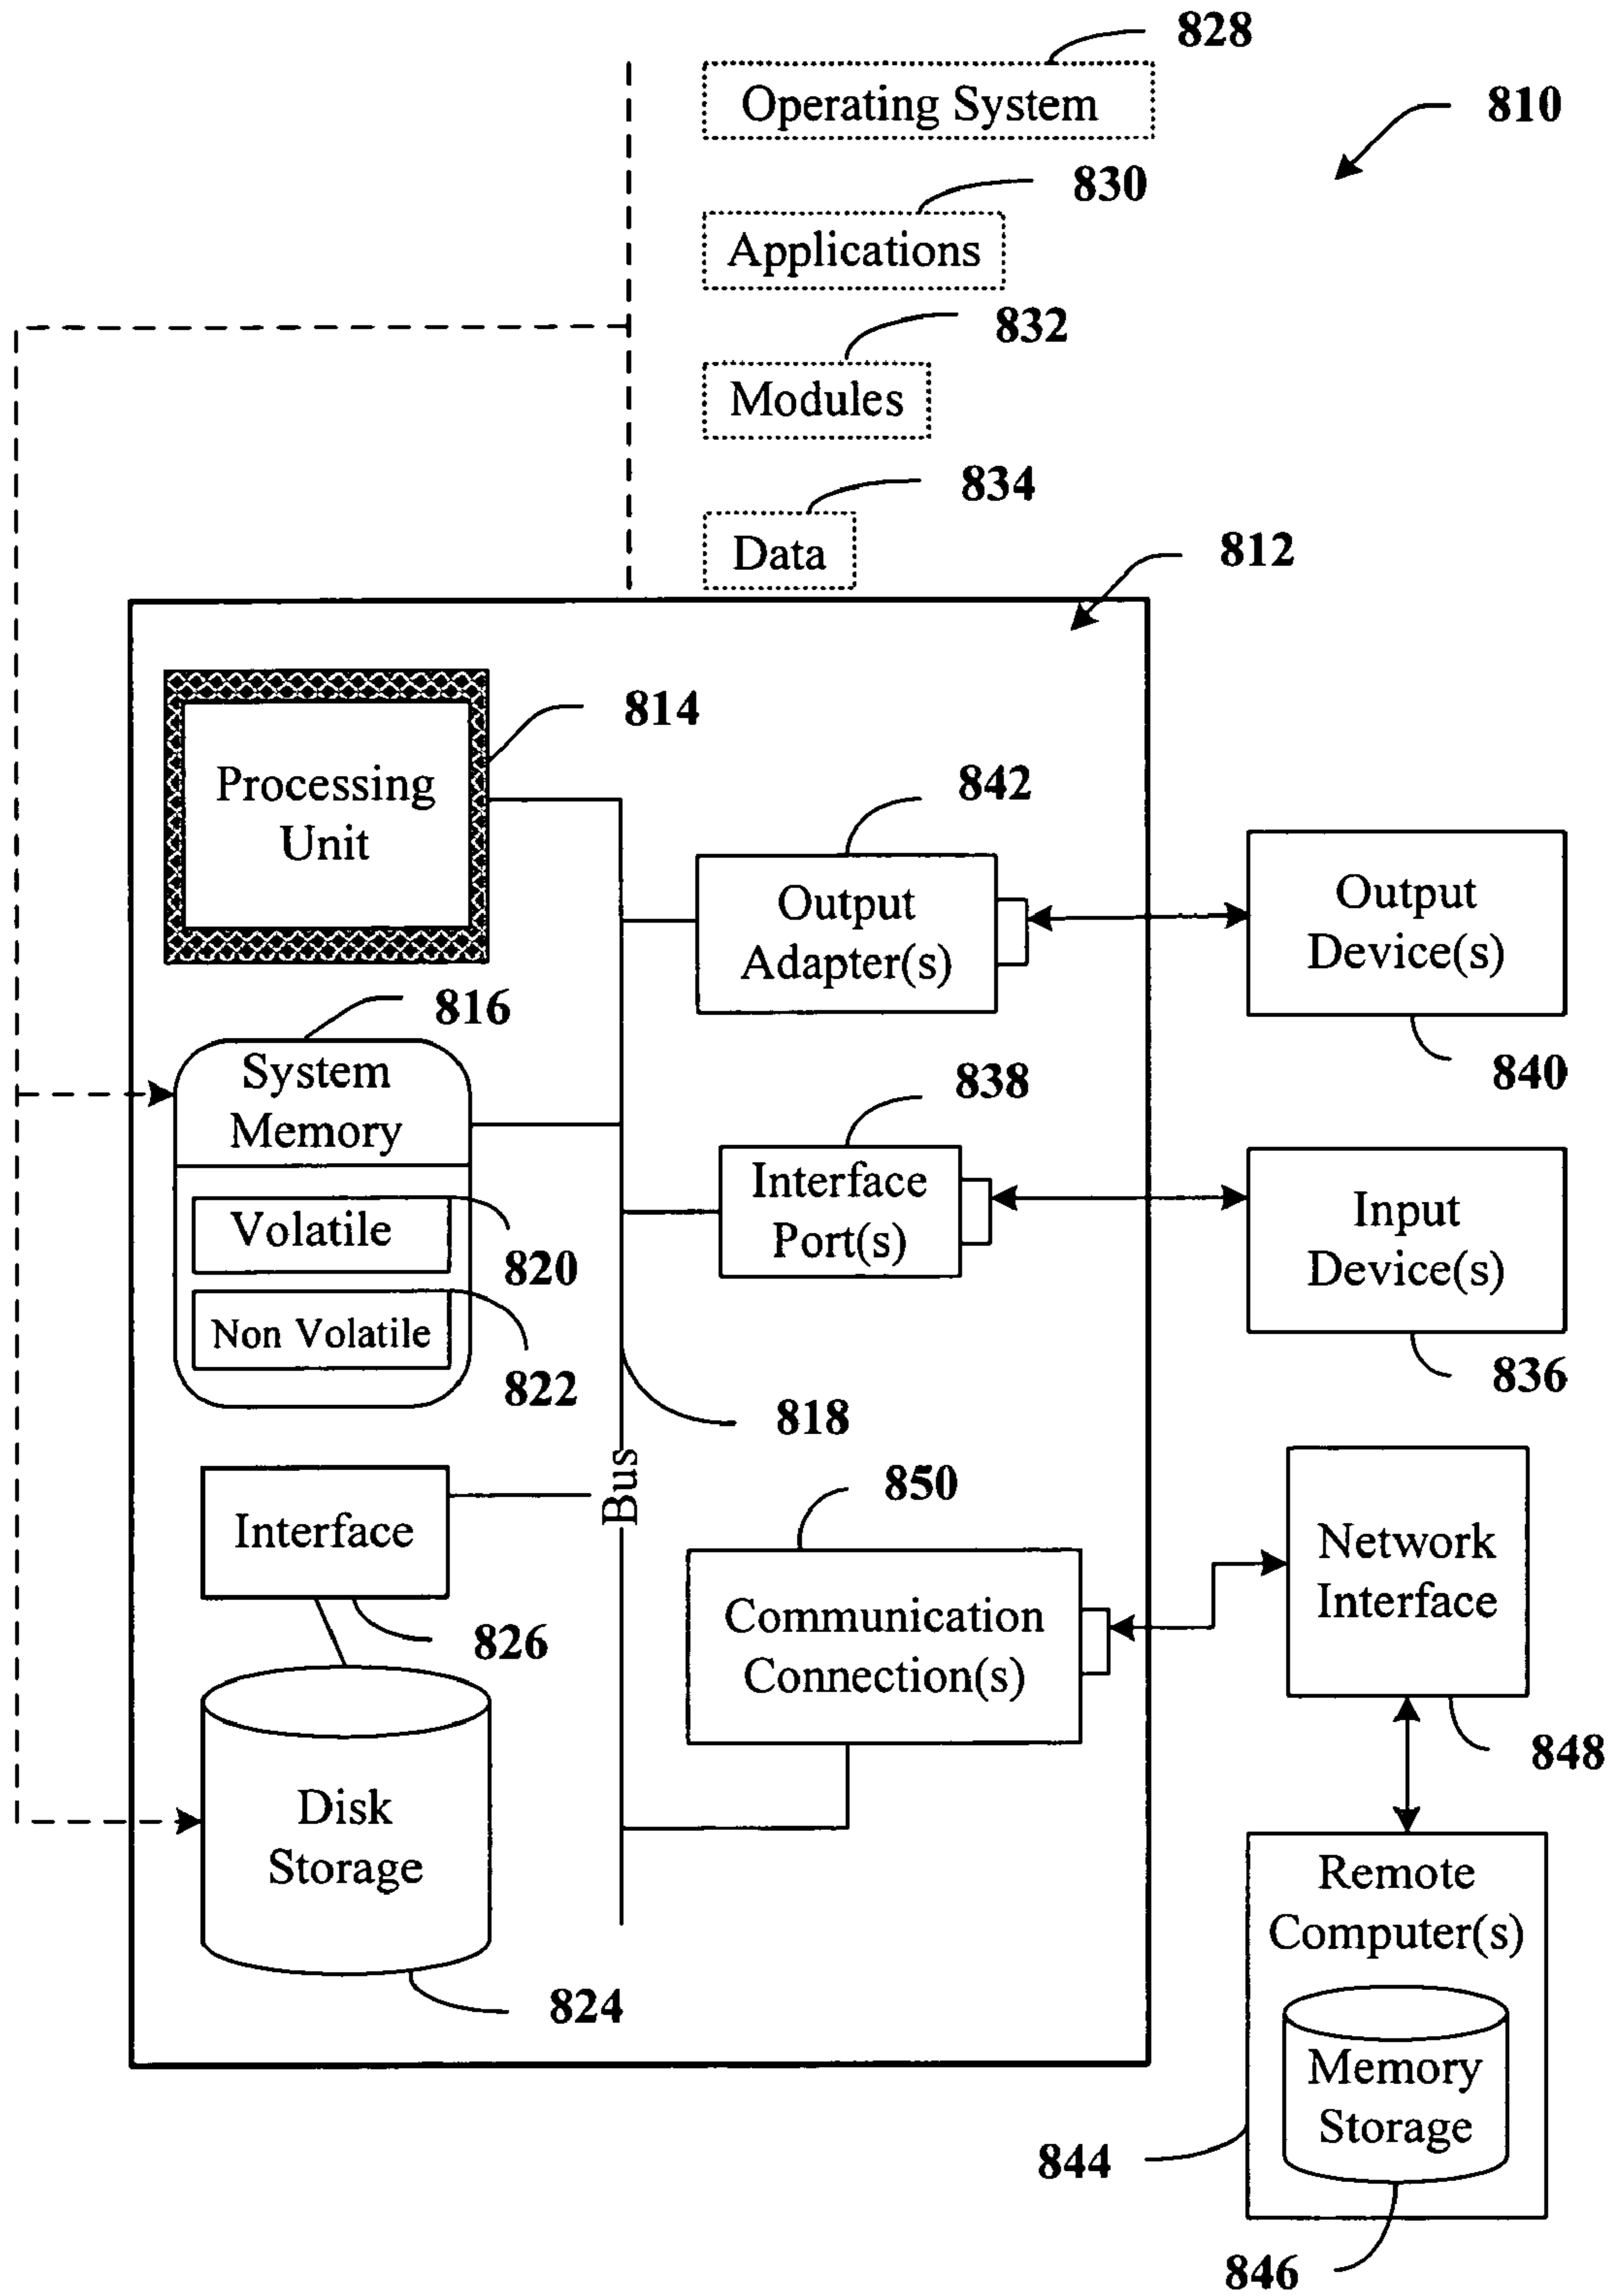 828
Operating System
810
830
Applications
832
Modules
834
Data
812
814
Processing
Unit
842
Output
Adapter(s)
Output
Device(s)
840
816
System
Memory
838
Interface
Port(s)
Input
Device(s)
836
Volatile
820
Non Volatile
822
818
Bus
850
Interface
826
Communication
Connection(s)
Network
Interface
848
Disk
Storage
824
Remote
Computer(s)
Memory
Storage
844
846